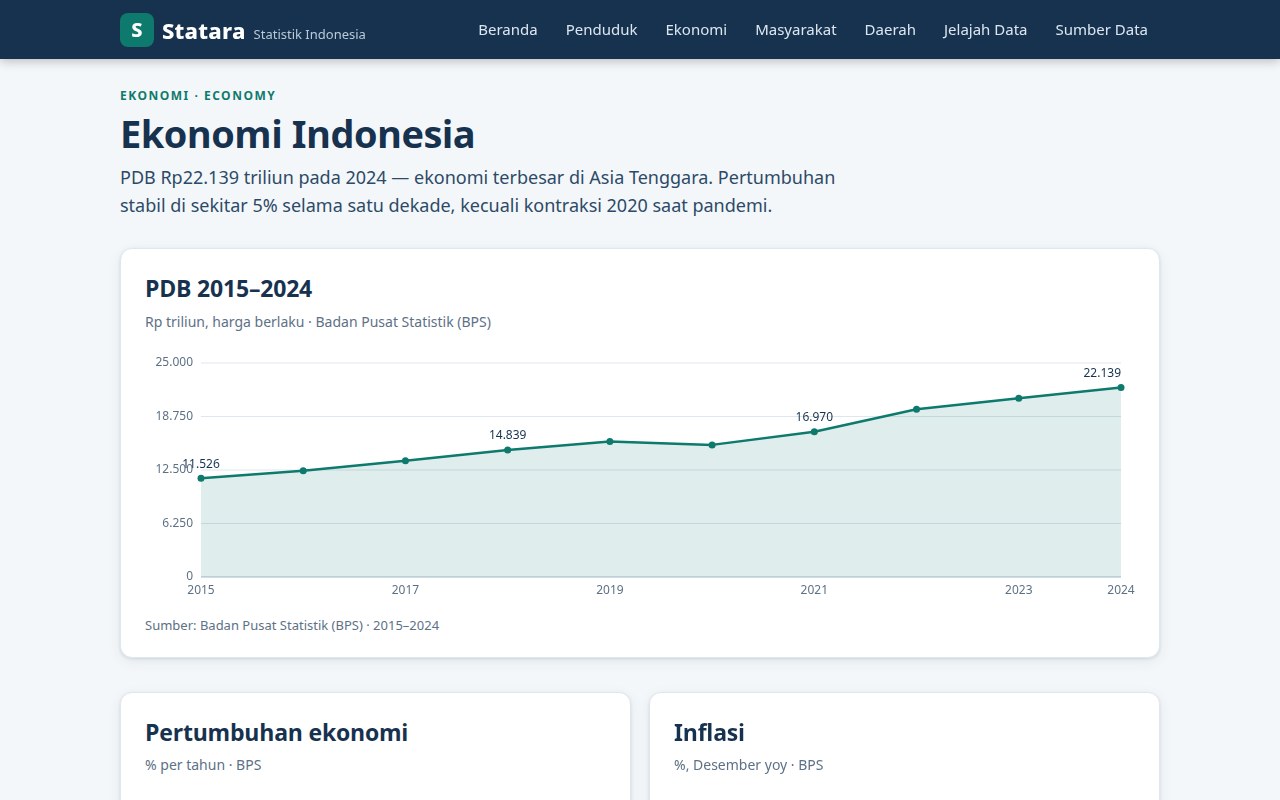 S Statara Statistik Indonesia Beranda Penduduk Ekonomi Masyarakat Daerah Jelajah Data Sumber Data
EKONOMI · ECONOMY
Ekonomi Indonesia
PDB Rp22.139 triliun pada 2024 — ekonomi terbesar di Asia Tenggara. Pertumbuhan
stabil di sekitar 5% selama satu dekade, kecuali kontraksi 2020 saat pandemi.
PDB 2015–2024
Rp triliun, harga berlaku · Badan Pusat Statistik (BPS)
25.000
22.139
18.750
16.970
14.839
11.526
12.500
6.250
0
2015 2017 2019 2021 2023 2024
Sumber: Badan Pusat Statistik (BPS) · 2015–2024
Pertumbuhan ekonomi
% per tahun · BPS
Inflasi
%, Desember yoy · BPS